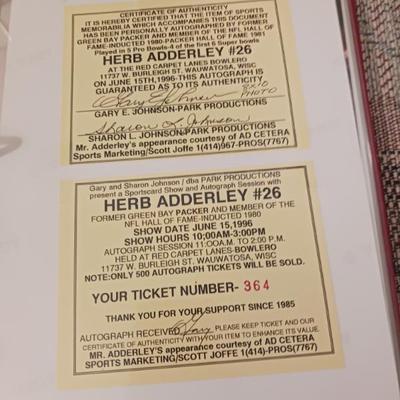 CERTIFICATE OF AUTHENTICITY
IT IS HEREBY CERTIFIED THAT THE ITEM OF SPORTS
MEMORABILIA WHICH ACCOMPANIES THIS DOCUMENT
HAS BEEN PERSONALLY AUTOGRAPHED BY FORMER
GREEN BAY PACKER AND MEMBER OF THE NFL HALL OF
FAME-INDUCTED 1980-PACKER HALL OF FAME 1981
Played in 5 Pro Bowls-4 of the first 6 Super bowls
HERB ADDERLEY #26
AT THE RED CARPET LANES BOWLERO
11737 W. BURLEIGH ST. WAUWATOSA, WISC
ON JUNE 15TH,1996-THIS AUTOGRAPH IS
GUARANTEED AS TO ITS AUTHENTICITY
8X10
PHOTO
Gary E Johnson
GARY E. JOHNSON-PARK PRODUCTIONS
Sharon L. Johnson
SHARON L. JOHNSON-PARK PRODUCTIONS
Mr. Adderley's appearance courtesy of AD CETERA
Sports Marketing/Scott Joffe 1(414)967-PROS(7767)
Gary and Sharon Johnson / dba PARK PRODUCTIONS
present a Sportscard Show and Autograph Session with
HERB ADDERLEY #26
FORMER GREEN BAY PACKER AND MEMBER OF THE
NFL HALL OF FAME-INDUCTED 1980
SHOW DATE JUNE 15,1996
SHOW HOURS 10;00AM-3:00PM
AUTOGRAPH SESSION 11:OOA.M. TO 2:00 P.M.
HELD AT RED CARPET LANES-BOWLERO
11737 W. BURLEIGH ST. WAUWATOSA, WISC.
NOTE:ONLY 500 AUTOGRAPH TICKETS WILL BE SOLD.
YOUR TICKET NUMBER- 364
THANK YOU FOR YOUR SUPPORT SINCE 1985
AUTOGRAPH RECEIVED PLEASE KEEP TICKET AND OUR
CERTIFICATE OF AUTHENTICITY WITH YOUR ITEM TO ENHANCE ITS VALUE.
MR. ADDERLEY'S appearance courtesy of AD CETERA
SPORTS MARKETING/SCOTT JOFFE 1(414)-PROS(7767)